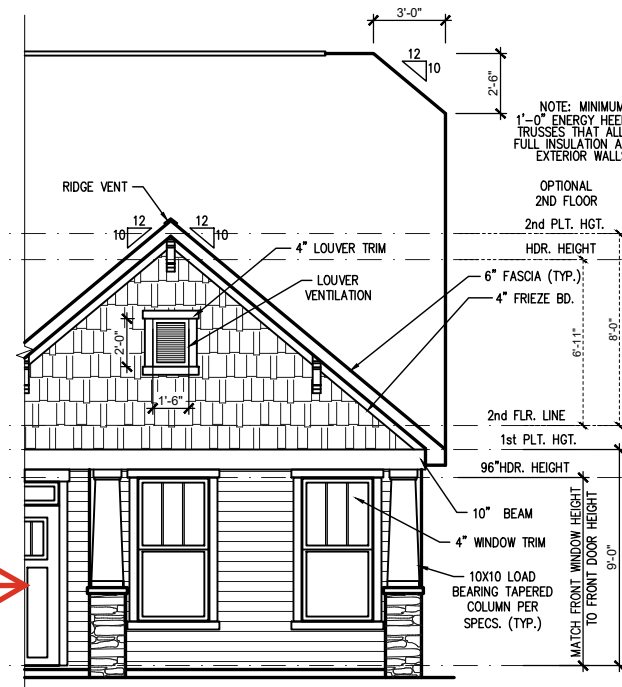 3'-0"
12
10
2'-6"
NOTE: MINIMUM
1'-0" ENERGY HEEL
TRUSSES THAT ALL
FULL INSULATION A
EXTERIOR WALL
OPTIONAL
2ND FLOOR
RIDGE VENT
12
10
12
10
2nd PLT. HGT.
4" LOUVER TRIM
HDR. HEIGHT
LOUVER
VENTILATION
6" FASCIA (TYP.)
4" FRIEZE BD.
2'-0"
6'-11"
8'-0"
1'-6"
2nd FLR. LINE
1st PLT. HGT.
96"HDR. HEIGHT
10" BEAM
4" WINDOW TRIM
10X10 LOAD
BEARING TAPERED
COLUMN PER
SPECS. (TYP.)
MATCH FRONT WINDOW HEIGHT
TO FRONT DOOR HEIGHT
9'-0"